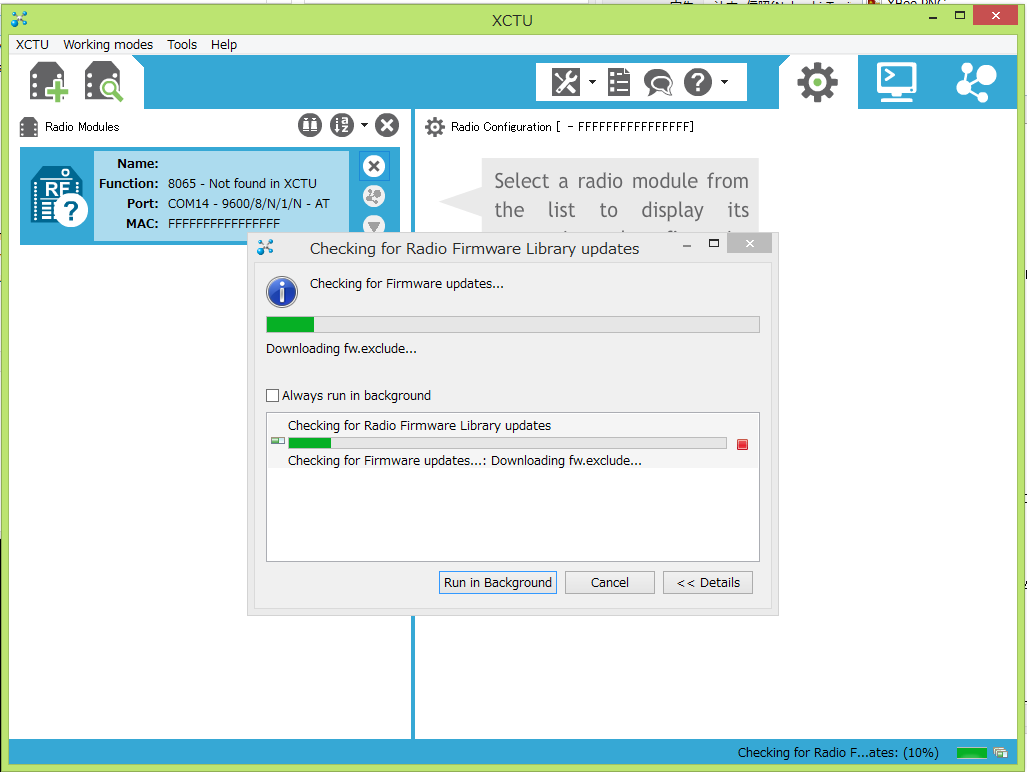 XCTU
XCTU Working modes Tools Help
Radio Modules
Radio Configuration [ - FFFFFFFFFFFFFFFF]
RF
Name:
Function: 8065 - Not found in XCTU
Port: COM14 - 9600/8/N/1/N - AT
MAC: FFFFFFFFFFFFFFFF
Select a radio module from
the list to display its
Checking for Radio Firmware Library updates
Checking for Firmware updates...
Downloading fw.exclude...
Always run in background
Checking for Radio Firmware Library updates
Checking for Firmware updates...: Downloading fw.exclude...
Run in Background
Cancel
<< Details
Checking for Radio F...ates: (10%)